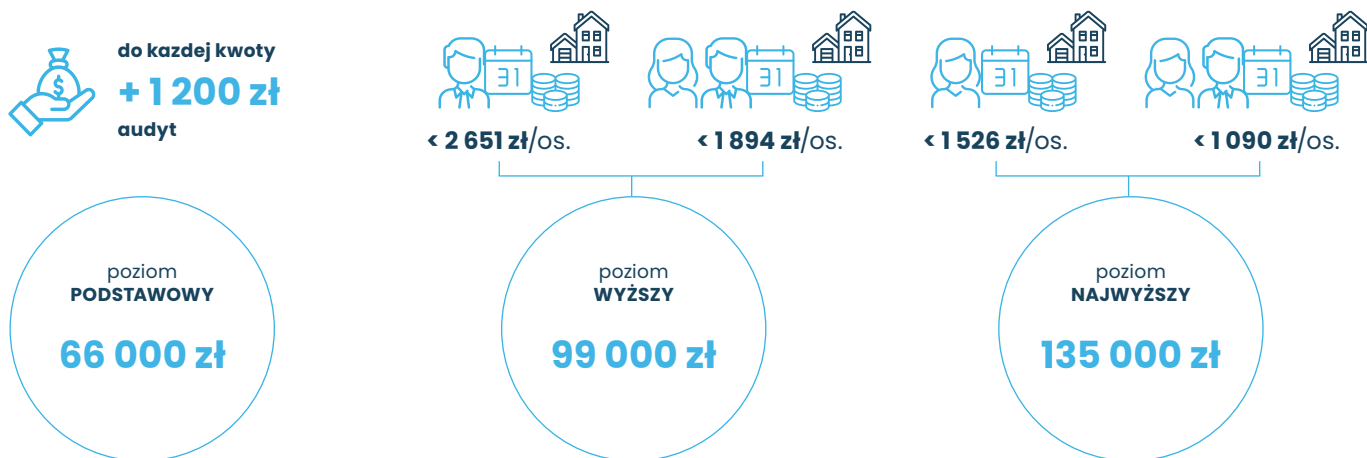 do kazdej kwoty
+ 1 200 zł
audyt
$
31
31
31
31
< 2 651 zł/os.
< 1 894 zł/os.
< 1 526 zł/os.
< 1 090 zł/os.
poziom
PODSTAWOWY
66 000 zł
poziom
WYŻSZY
99 000 zł
poziom
NAJWYŻSZY
135 000 zł